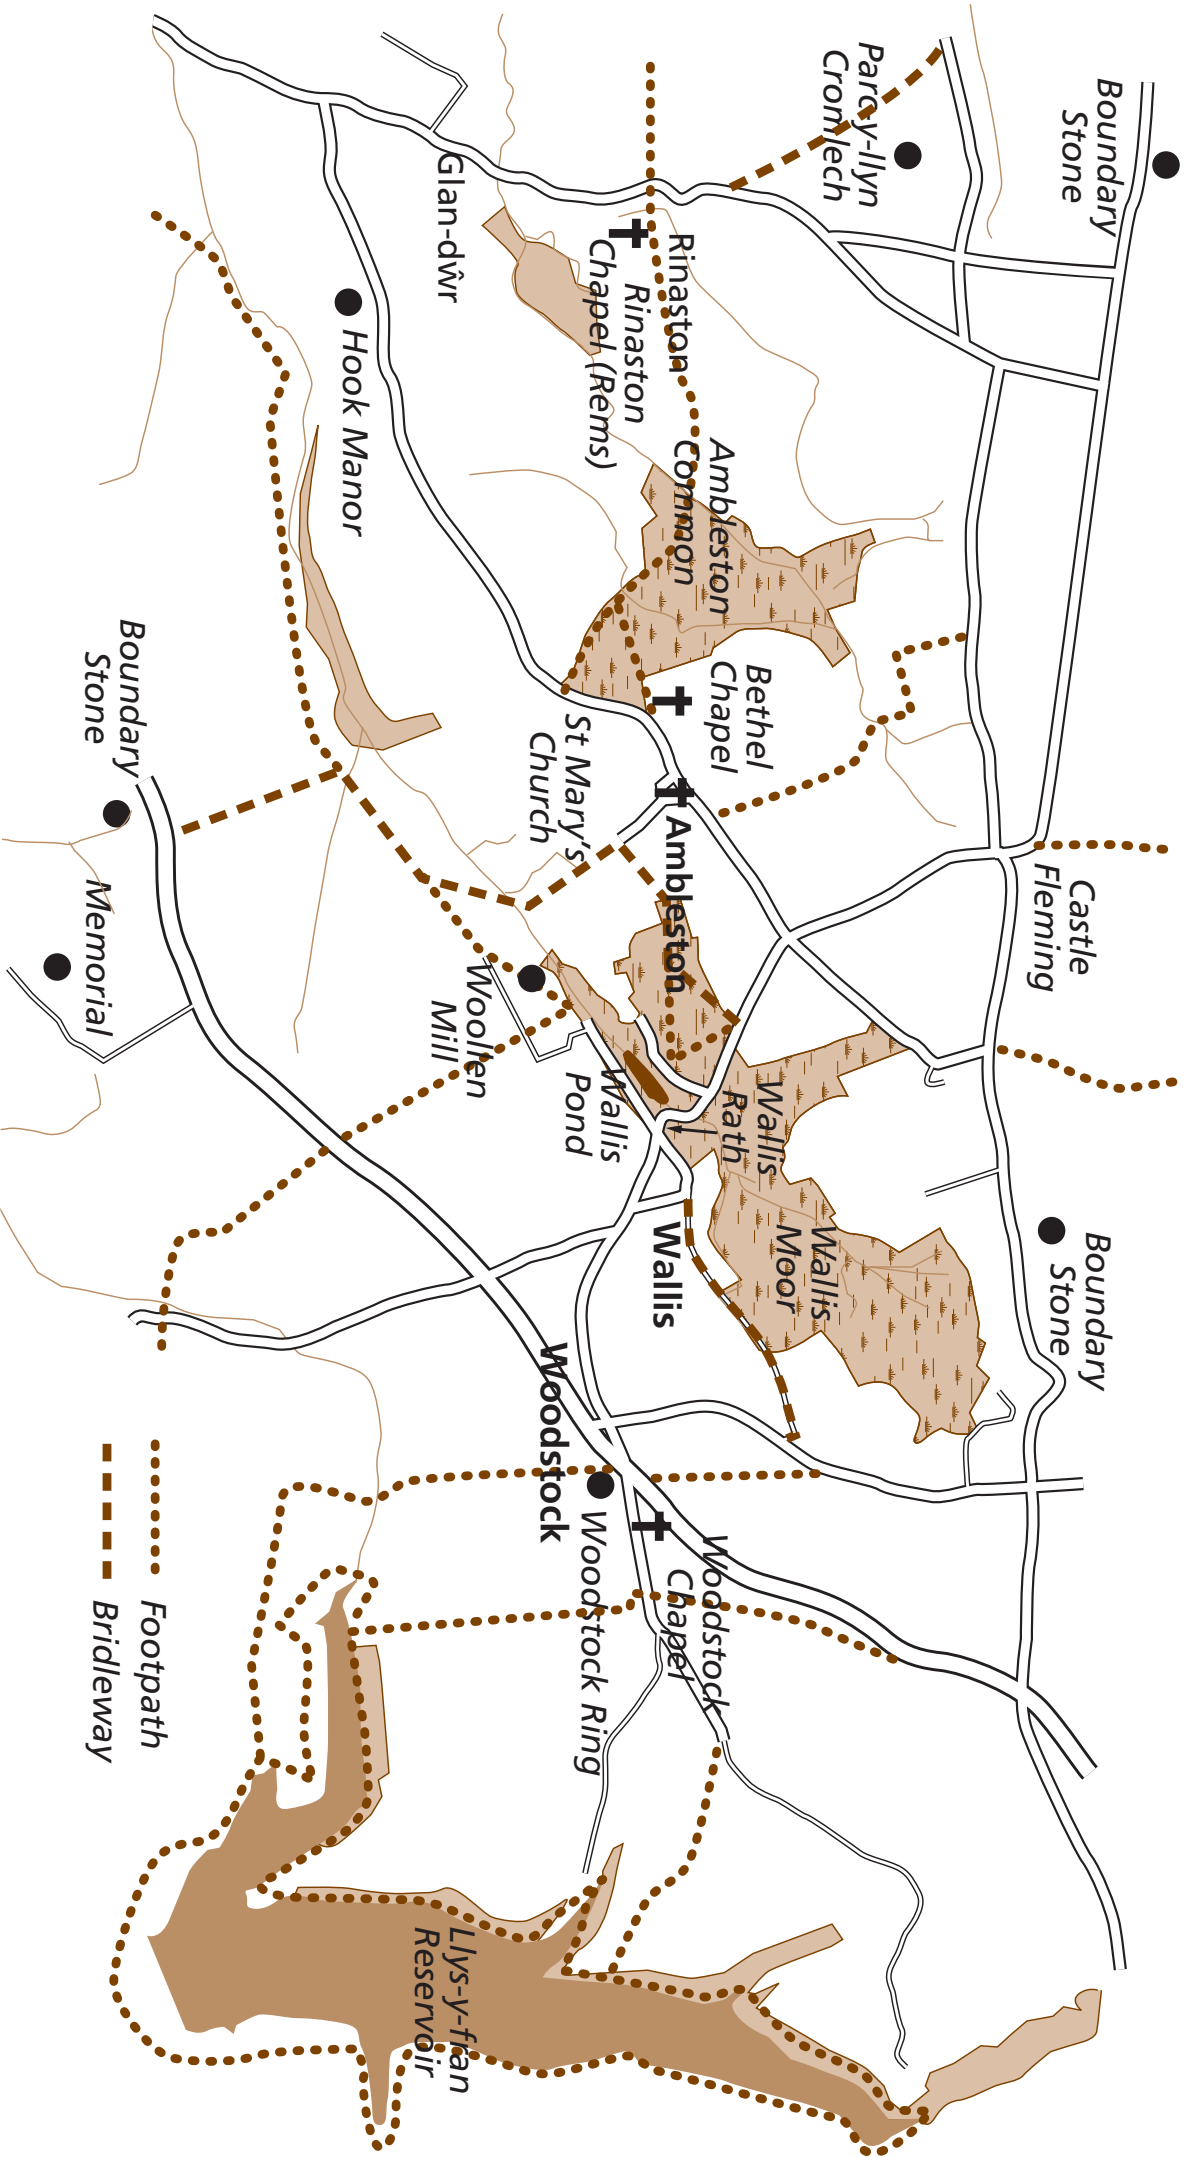 Boundary
Stone
Parc-y-llyn
Cromlech
Glan-dŵr
Rinaston
Rinaston
Chapel (Rems)
Hook Manor
Ambleston
Common
Bethel
Chapel
St Mary's
Church
Ambleston
Castle
Fleming
Boundary
Stone
Memorial
Woollen
Mill
Wallis
Pond
Wallis
Rath
Wallis
Moor
Wallis
Boundary
Stone
Woodstock
Woodstock Ring
Woodstock
Chapel
Llys-y-fran
Reservoir
Footpath
Bridleway